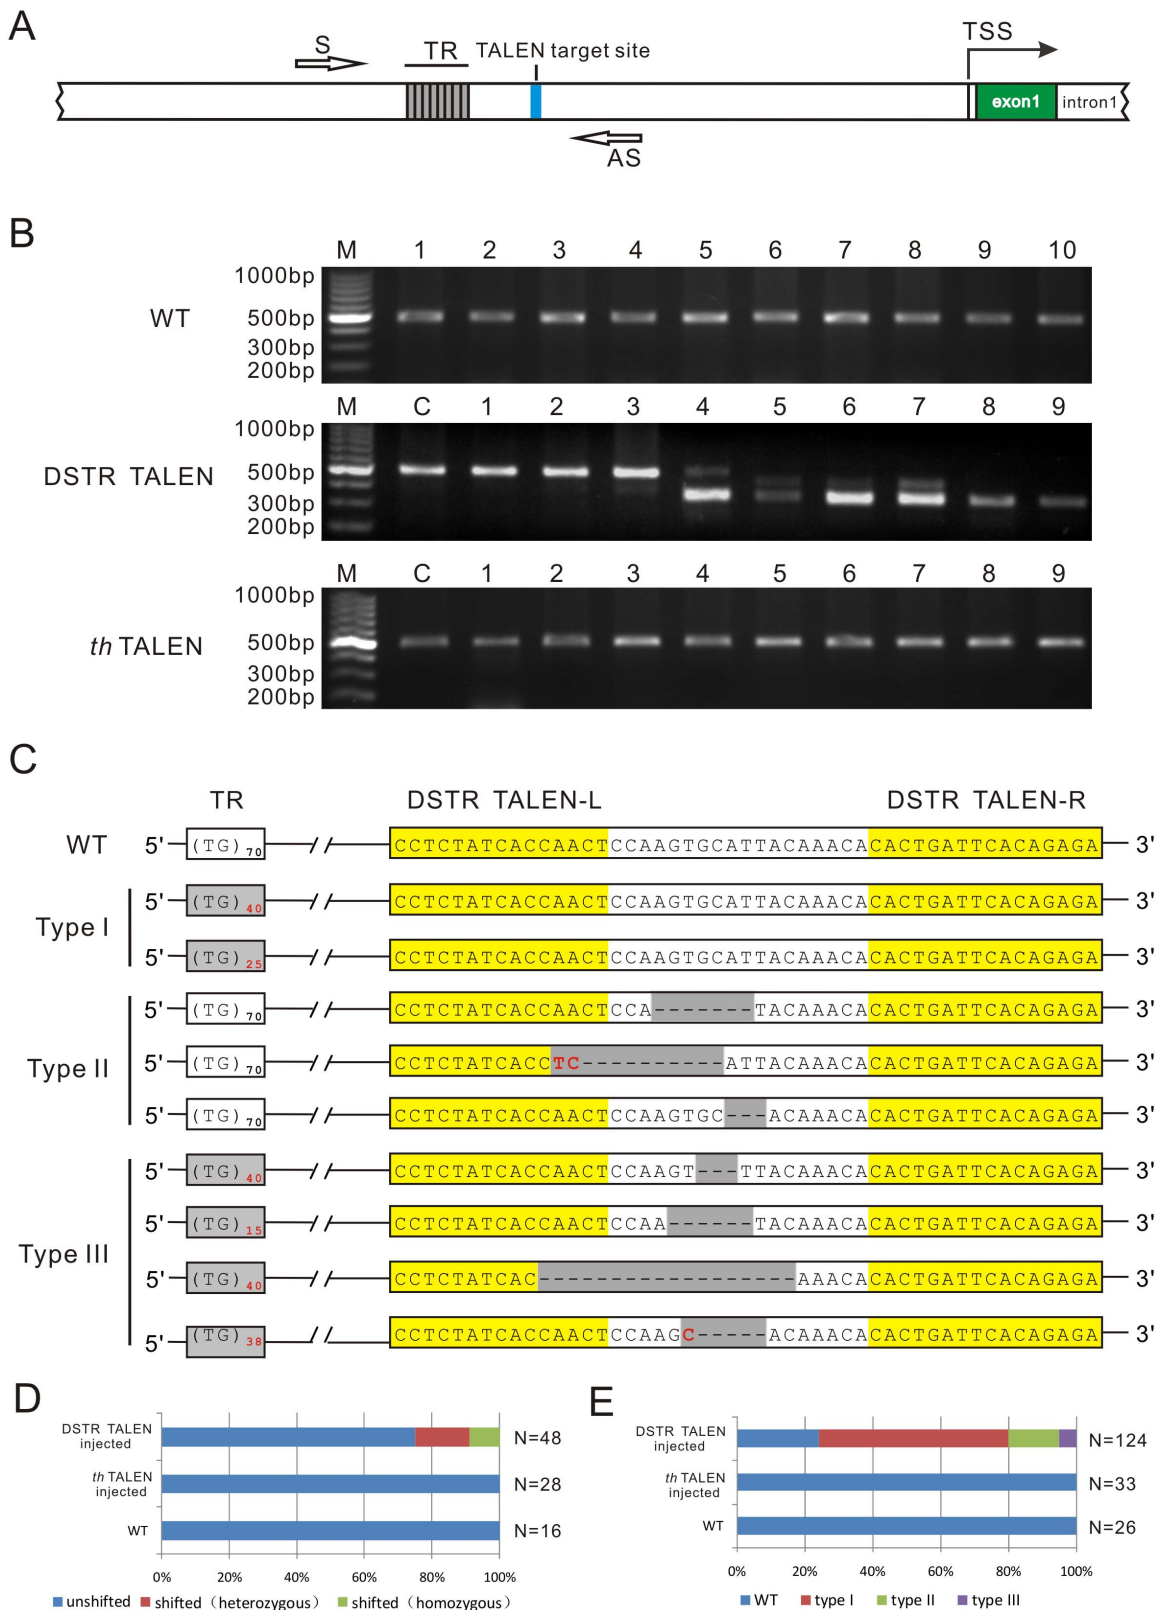 A
S
TR
TALEN target site
TSS
exon1
intron1
AS
B
M 1 2 3 4 5 6 7 8 9 10
WT
1000bp
500bp
300bp
200bp
M C 1 2 3 4 5 6 7 8 9
DSTR TALEN
1000bp
500bp
300bp
200bp
M C 1 2 3 4 5 6 7 8 9
th TALEN
1000bp
500bp
300bp
200bp
C
TR DSTR TALEN-L DSTR TALEN-R
WT 5' (TG)70 // CCTCTATCACCAACTCCAAGTGCATTACAAACACACTGATTCACAGAGA 3'
Type I
5' (TG)40 // CCTCTATCACCAACTCCAAGTGCATTACAAACACACTGATTCACAGAGA 3'
5' (TG)25 // CCTCTATCACCAACTCCAAGTGCATTACAAACACACTGATTCACAGAGA 3'
Type II
5' (TG)70 // CCTCTATCACCAACTCCA-------TACAAACACACTGATTCACAGAGA 3'
5' (TG)70 // CCTCTATCACCTC----------ATTACAAACACACTGATTCACAGAGA 3'
5' (TG)70 // CCTCTATCACCAACTCCAAGTGC---ACAAACACACTGATTCACAGAGA 3'
Type III
5' (TG)40 // CCTCTATCACCAACTCCAAGT---TTACAAACACACTGATTCACAGAGA 3'
5' (TG)15 // CCTCTATCACCAACTCCAA------TACAAACACACTGATTCACAGAGA 3'
5' (TG)40 // CCTCTATCAC------------------AAACACACTGATTCACAGAGA 3'
5' (TG)38 // CCTCTATCACCAACTCCAAGC-----ACAAACACACTGATTCACAGAGA 3'
D
DSTR TALEN
injected
N=48
th TALEN
injected
N=28
WT
N=16
0% 20% 40% 60% 80% 100%
unshifted shifted（heterozygous） shifted（homozygous）
E
DSTR TALEN
injected
N=124
th TALEN
injected
N=33
WT
N=26
0% 20% 40% 60% 80% 100%
WT type I type II type III